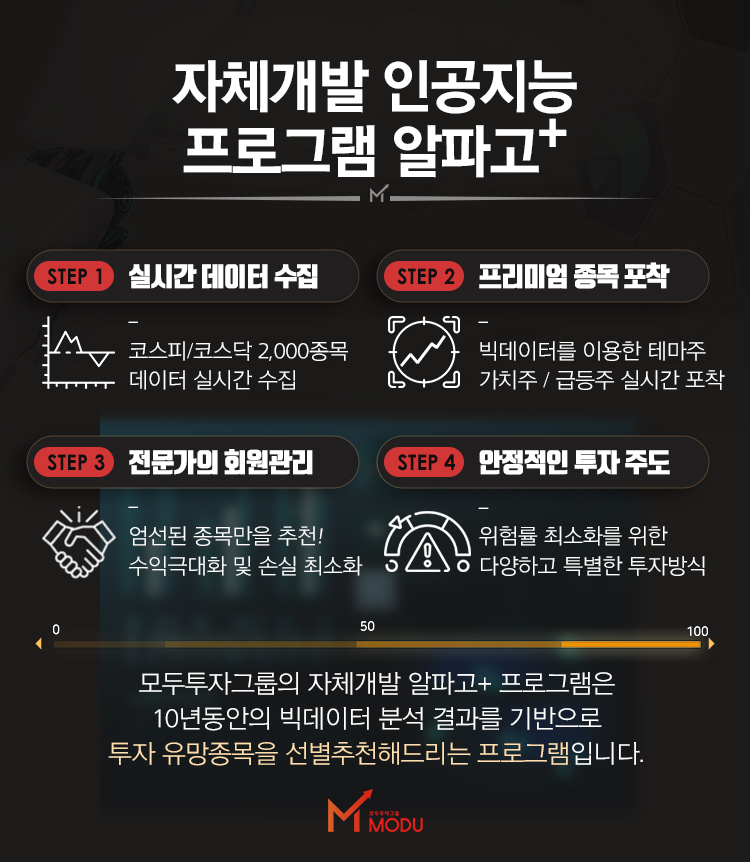 자체개발 인공지능
프로그램 알파고+
STEP 1 실시간 데이터 수집
코스피/코스닥 2,000종목
데이터 실시간 수집
STEP 2 프리미엄 종목 포착
빅데이터를 이용한 테마주
가치주 / 급등주 실시간 포착
STEP 3 전문가의 회원관리
엄선된 종목만을 추천!
수익극대화 및 손실 최소화
STEP 4 안정적인 투자 주도
위험률 최소화를 위한
다양하고 특별한 투자방식
0 50 100
모두투자그룹의 자체개발 알파고+ 프로그램은
10년동안의 빅데이터 분석 결과를 기반으로
투자 유망종목을 선별추천해드리는 프로그램입니다.
모두투자그룹
MODU